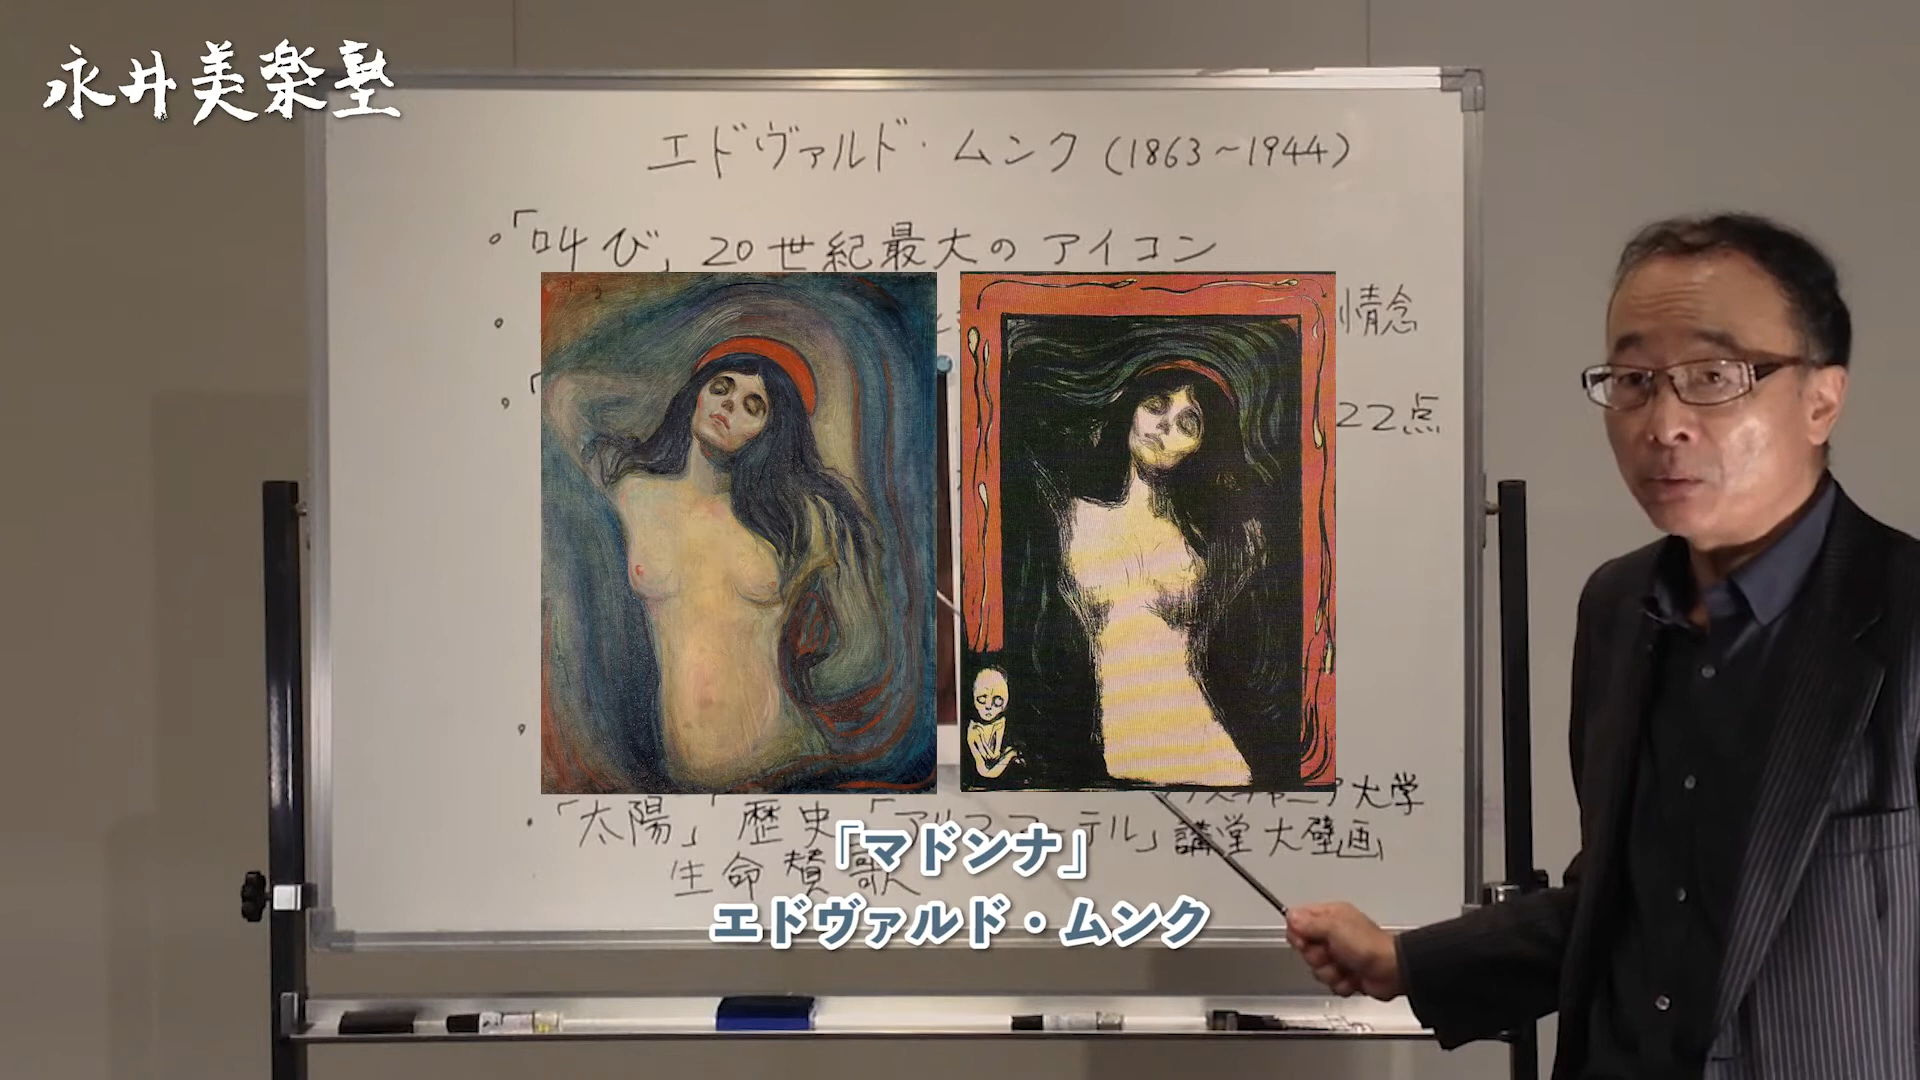 永井美楽塾
エドヴァルド・ムンク(1863~1944)
・「叫び」20世紀最大のアイコン
情念
22点
大学
・「太陽」「歴史」「アルマ マーテル」講堂大壁画
生命賛歌
「マドンナ」
エドヴァルド・ムンク